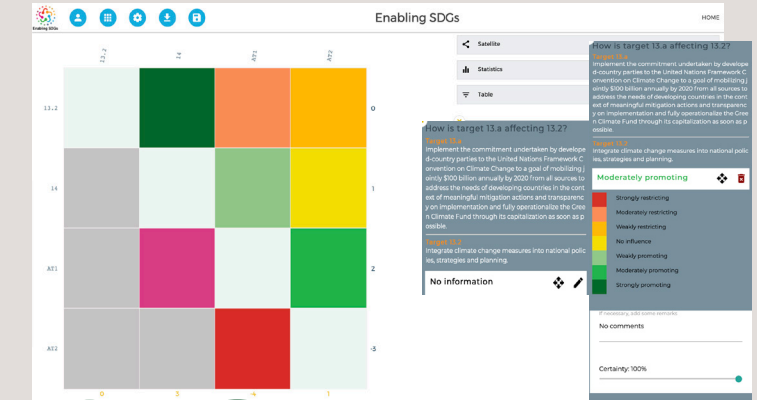 Enabling SDGs
Enabling SDGs
HOME
13.2
14
AT1
AT2
13.2
0
14
1
AT1
2
AT2
-3
0
3
-4
1
Satellite
Statistics
Table
How is target 13.a affecting 13.2?
Target 13.a
Implement the commitment undertaken by develope
d-country parties to the United Nations Framework C
onvention on Climate Change to a goal of mobilizing j
ointly $100 billion annually by 2020 from all sources to
address the needs of developing countries in the cont
ext of meaningful mitigation actions and transparenc
y on implementation and fully operationalize the Gree
n Climate Fund through its capitalization as soon as p
ossible.
Target 13.2
Integrate climate change measures into national polic
ies, strategies and planning.
No information
How is target 13.a affecting 13.2?
Target 13.a
Implement the commitment undertaken by develope
d-country parties to the United Nations Framework C
onvention on Climate Change to a goal of mobilizing j
ointly $100 billion annually by 2020 from all sources to
address the needs of developing countries in the cont
ext of meaningful mitigation actions and transparenc
y on implementation and fully operationalize the Gree
n Climate Fund through its capitalization as soon as p
ossible.
Target 13.2
Integrate climate change measures into national polic
ies, strategies and planning.
Moderately promoting
Strongly restricting
Moderately restricting
Weakly restricting
No influence
Weakly promoting
Moderately promoting
Strongly promoting
If necessary, add some remarks
No comments
Certainty: 100%